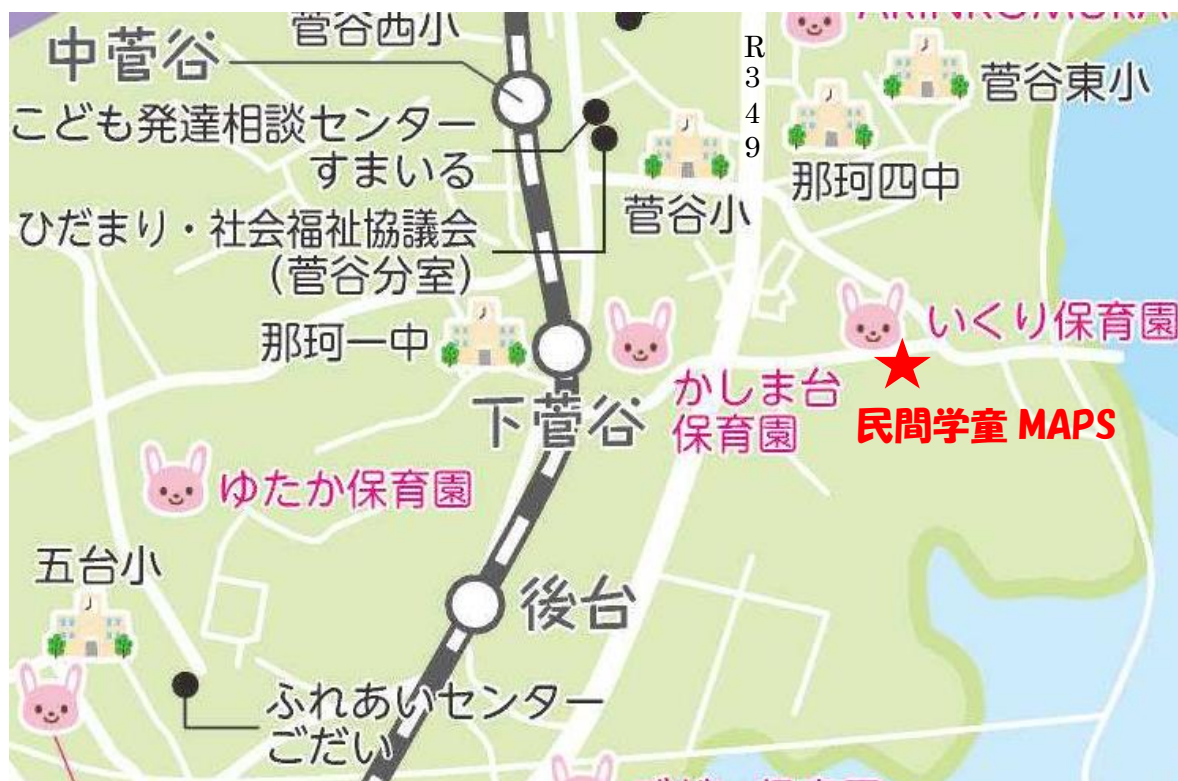 ARINKOMURA
菅谷西小
中菅谷
R349
菅谷東小
こども発達相談センター
すまいる
那珂四中
菅谷小
ひだまり・社会福祉協議会
(菅谷分室)
いくり保育園
那珂一中
かしま台
保育園
下菅谷
民間学童 MAPS
ゆたか保育園
五台小
後台
ふれあいセンター
ごだい